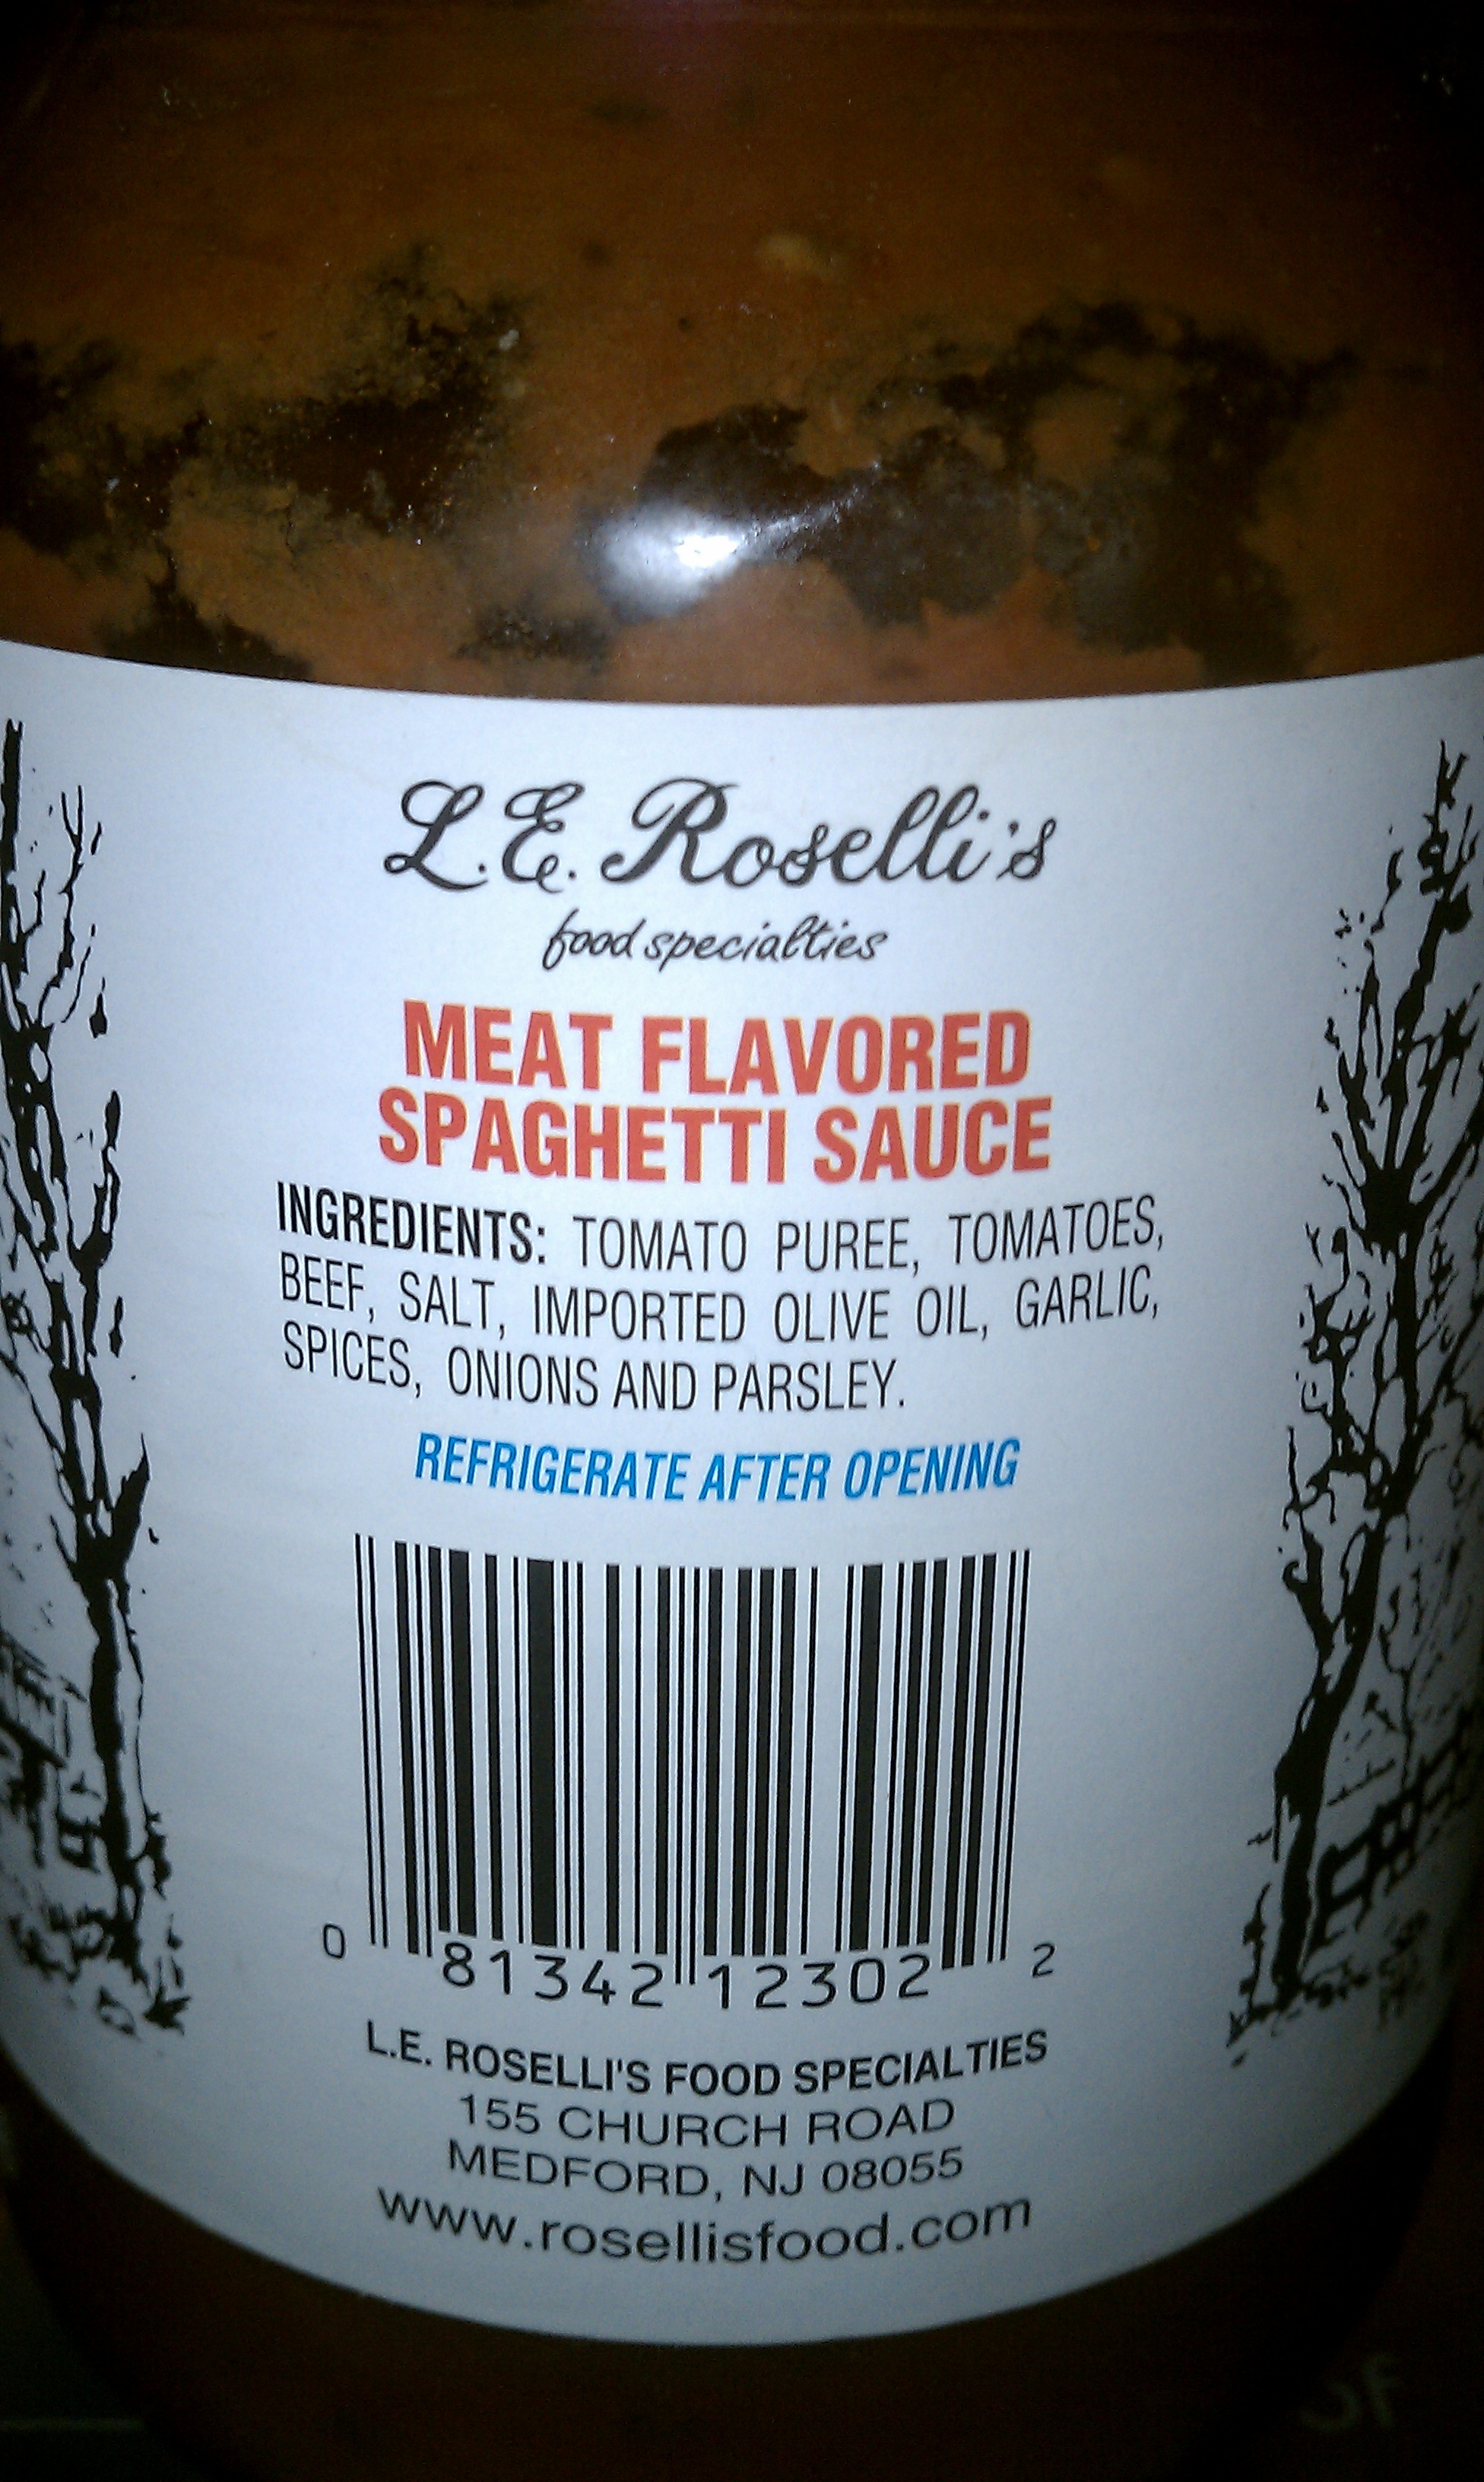 L.E. Roselli's
food specialties
MEAT FLAVORED
SPAGHETTI SAUCE
INGREDIENTS: TOMATO PUREE, TOMATOES,
BEEF, SALT, IMPORTED OLIVE OIL, GARLIC,
SPICES, ONIONS AND PARSLEY.
REFRIGERATE AFTER OPENING
0 81342 12302 2
L.E. ROSELLI'S FOOD SPECIALTIES
155 CHURCH ROAD
MEDFORD, NJ 08055
www.rosellisfood.com